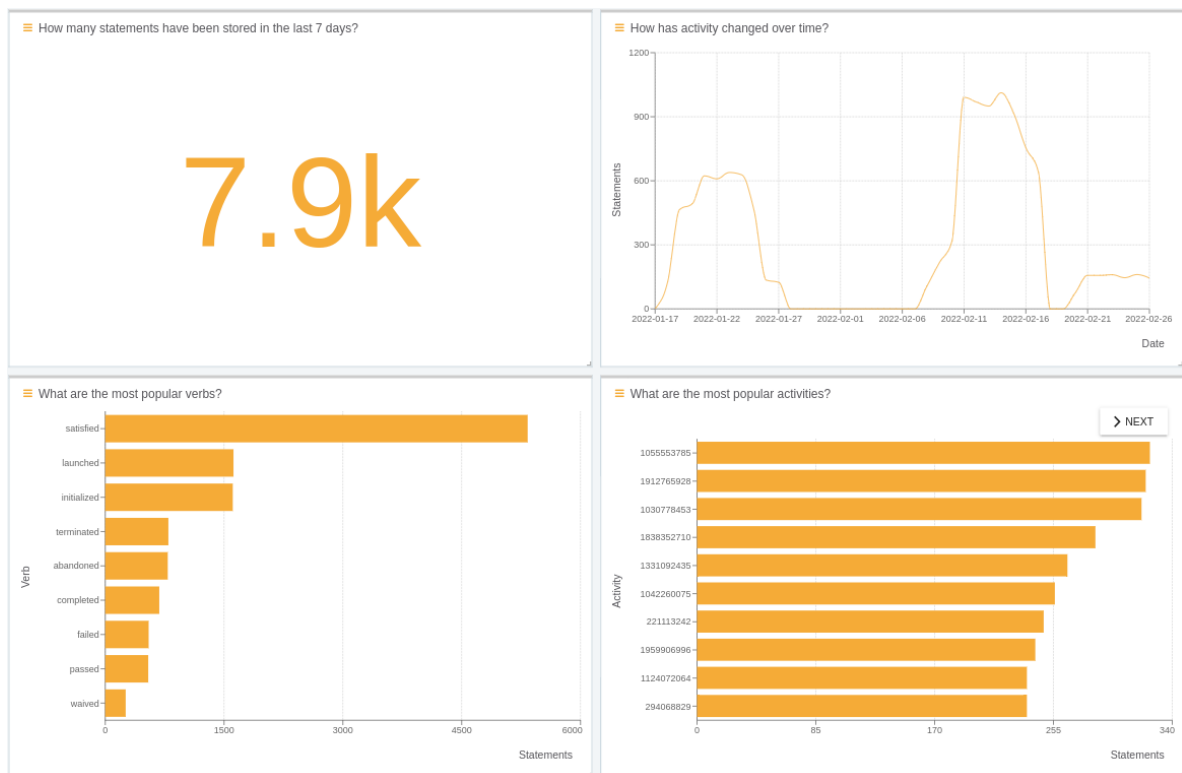 How many statements have been stored in the last 7 days?
7.9k
How has activity changed over time?
1200
900
600
300
0
Statements
2022-01-17 2022-01-22 2022-01-27 2022-02-01 2022-02-06 2022-02-11 2022-02-16 2022-02-21 2022-02-26
Date
What are the most popular verbs?
satisfied
launched
initialized
terminated
abandoned
completed
failed
passed
waived
Verb
0 1500 3000 4500 6000
Statements
What are the most popular activities?
NEXT
1055553785
1912765928
1030778453
1838352710
1331092435
1042260075
221113242
1959906996
1124072064
294068829
Activity
0 85 170 255 340
Statements